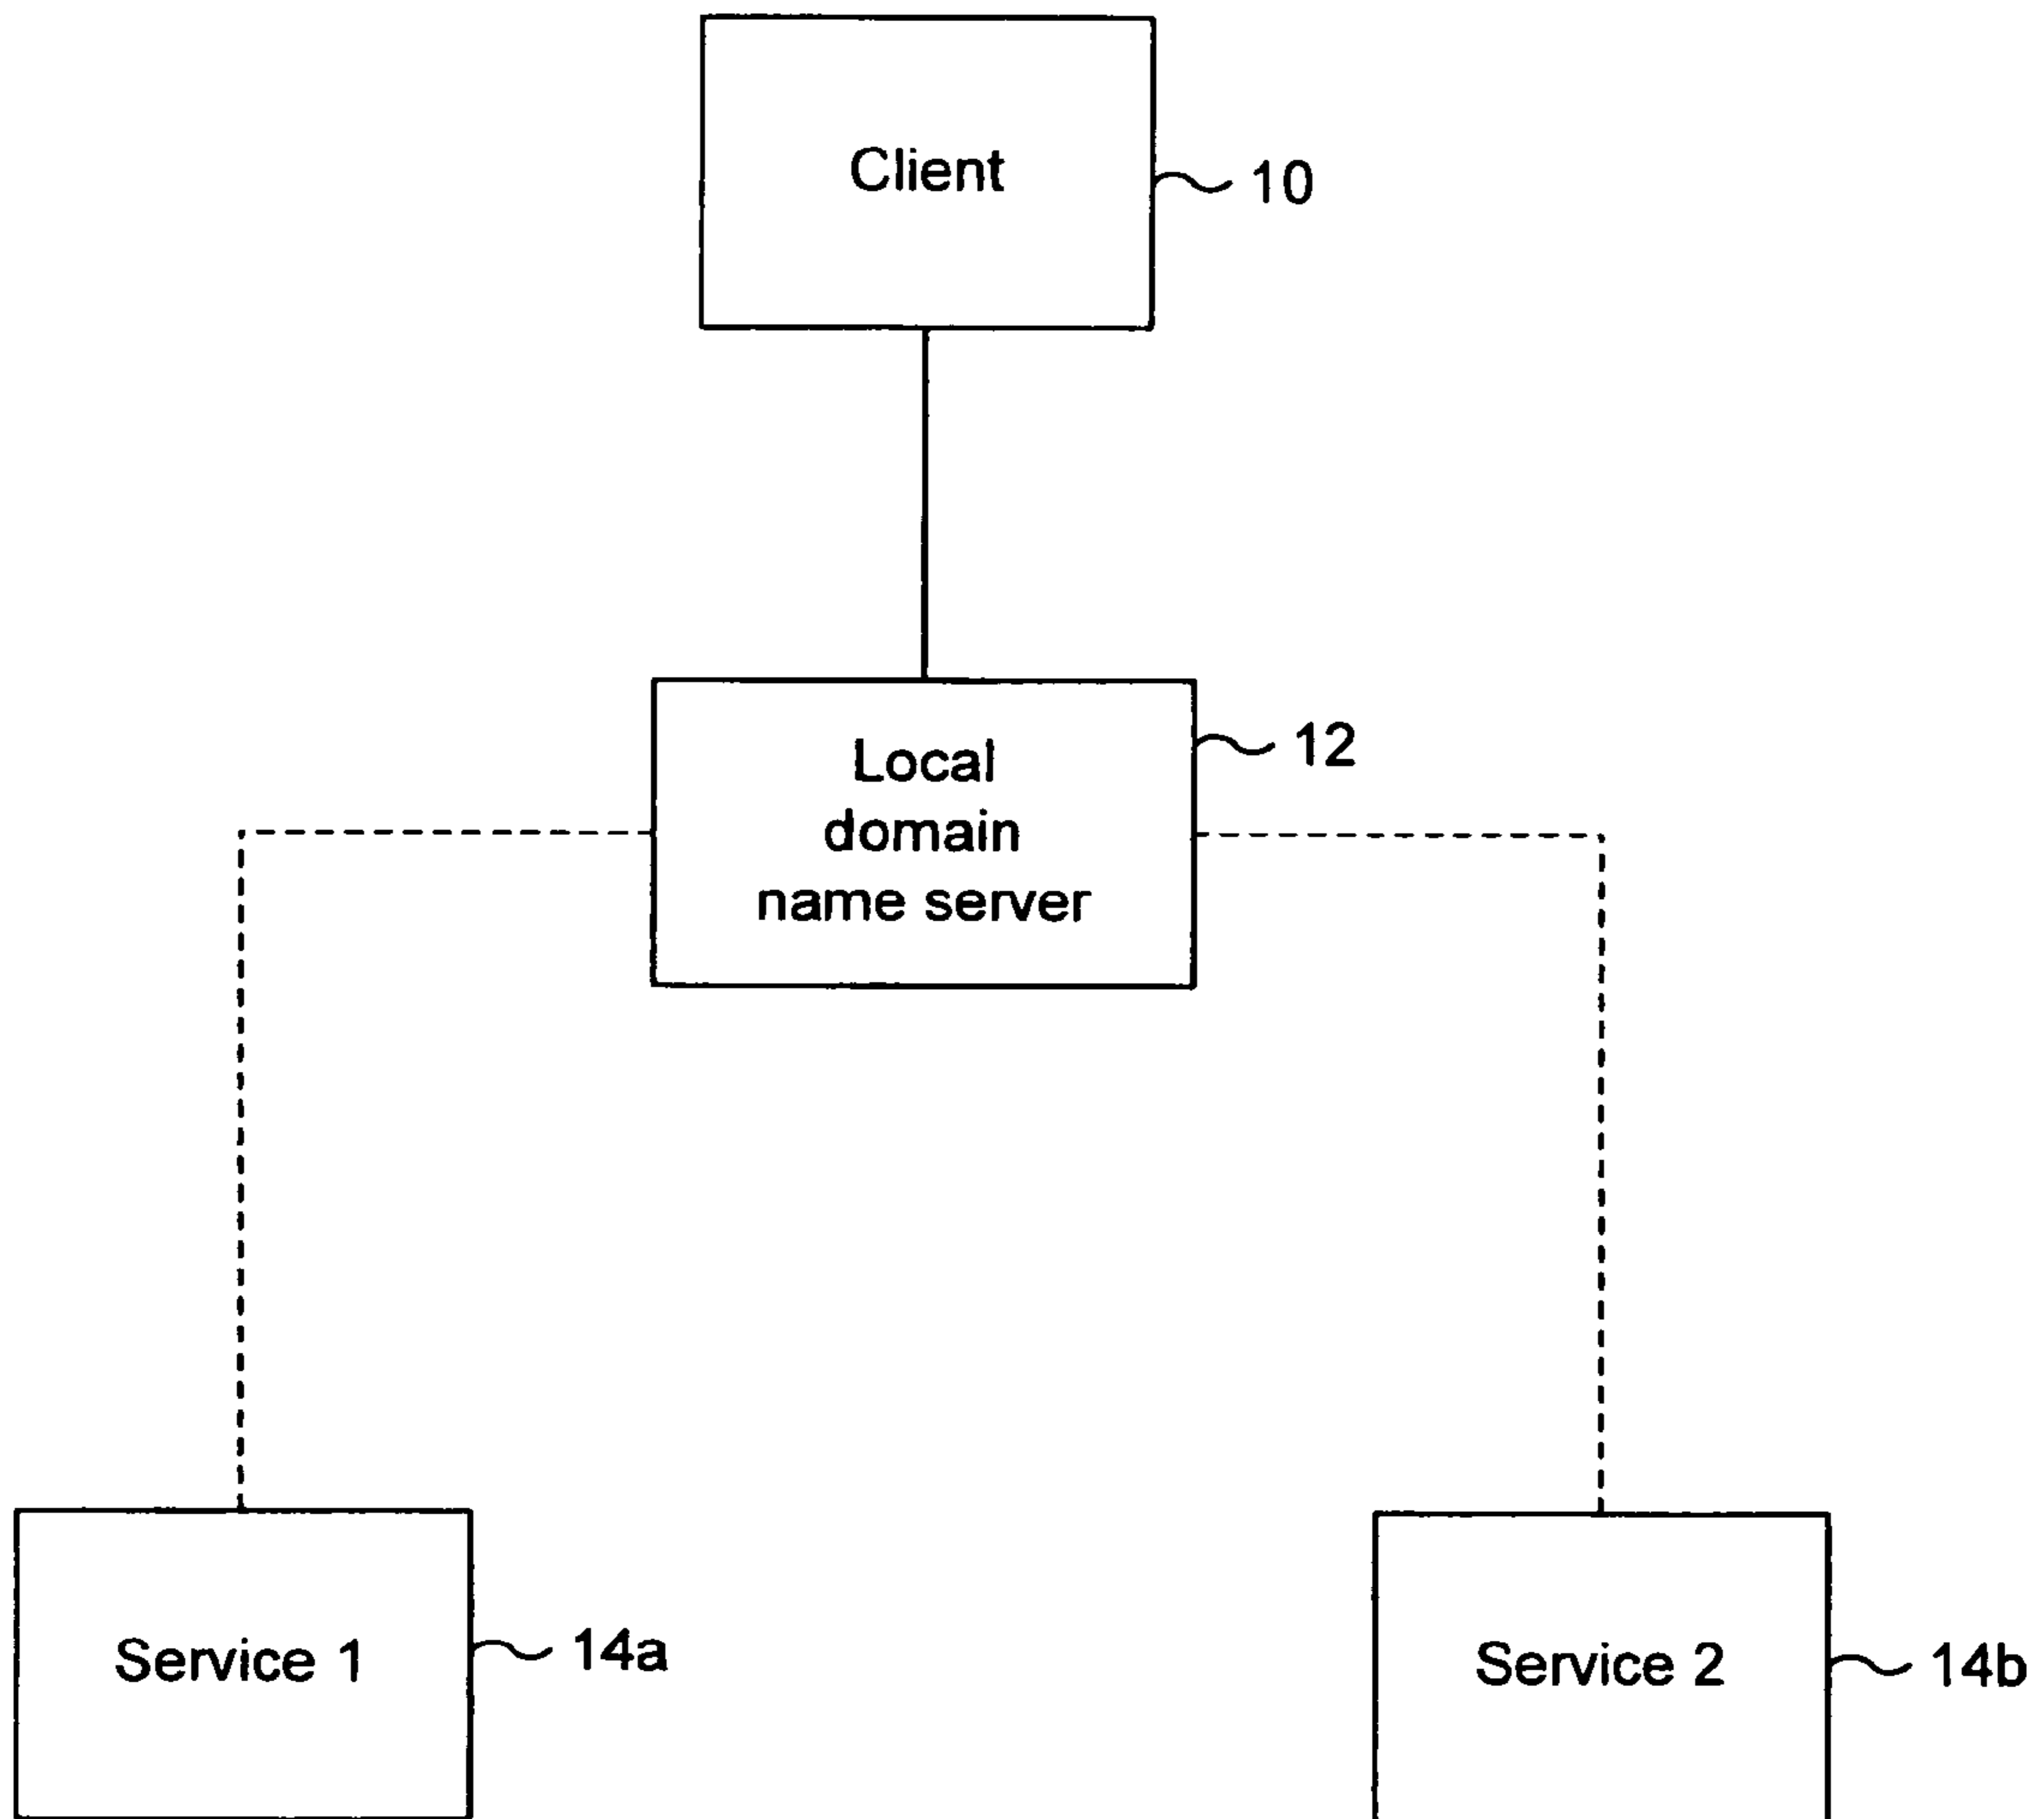 Client
10
Local
domain
name server
12
Service 1
14a
Service 2
14b